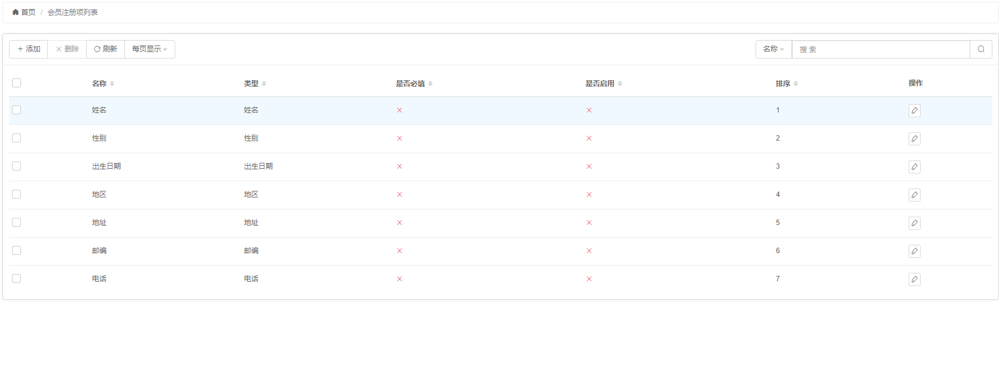 首页 / 会员注册项列表
添加 删除 刷新 每页显示 名称 搜 索
名称 类型 是否必填 是否启用 排序 操作
姓名 姓名 1
性别 性别 2
出生日期 出生日期 3
地区 地区 4
地址 地址 5
邮编 邮编 6
电话 电话 7